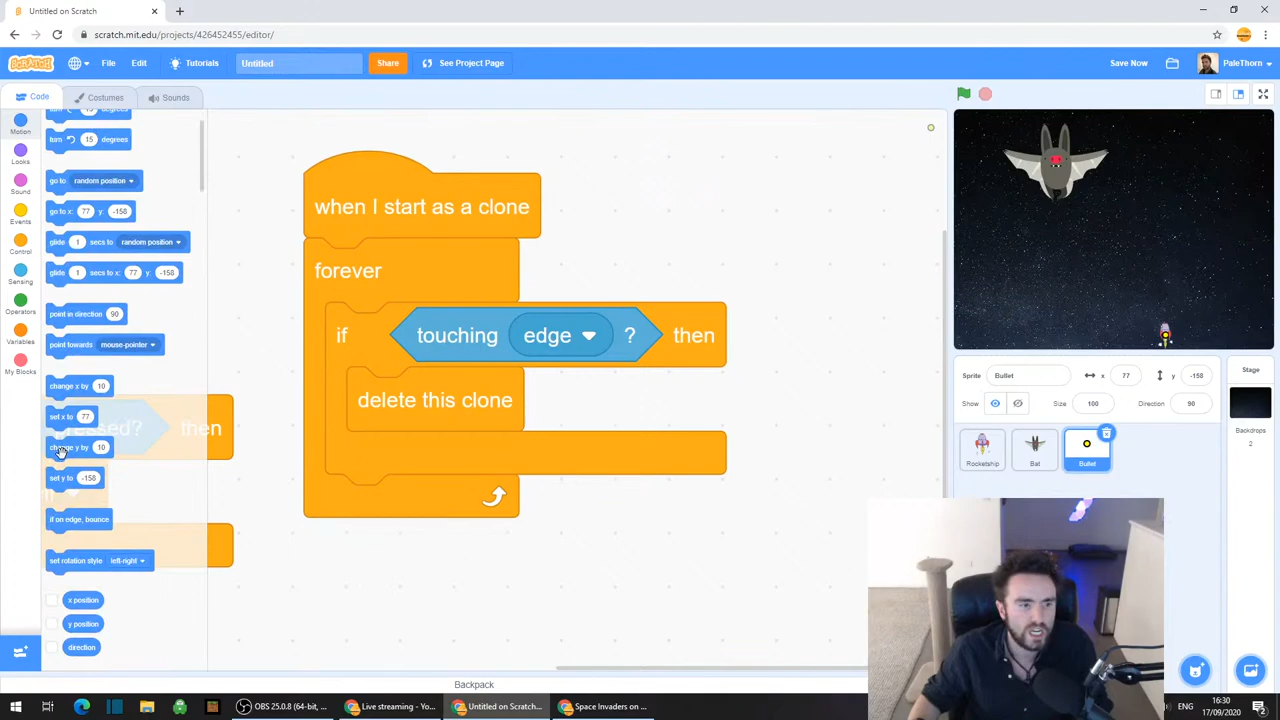 Untitled on Scratch
scratch.mit.edu/projects/426452455/editor/
SCRATCH
File
Edit
Tutorials
Untitled
Share
See Project Page
Save Now
PaleThorn
Code
Costumes
Sounds
Motion
Looks
Sound
Events
Control
Sensing
Operators
Variables
My Blocks
turn 15 degrees
turn 15 degrees
go to random position
go to x: 77 y: -158
glide 1 secs to random position
glide 1 secs to x: 77 y: -158
point in direction 90
point towards mouse-pointer
change x by 10
set x to 77
change y by 10
set y to -158
if on edge, bounce
set rotation style left-right
x position
y position
direction
pressed? then
when I start as a clone
forever
if touching edge ? then
delete this clone
Sprite Bullet x 77 y -158
Show Size 100 Direction 90
Rocketship
Bat
Bullet
Stage
Backdrops
2
Backpack
OBS 25.0.8 (64-bit, ...
Live streaming - Yo...
Untitled on Scratch...
Space Invaders on ...
ENG
16:30
17/09/2020
2